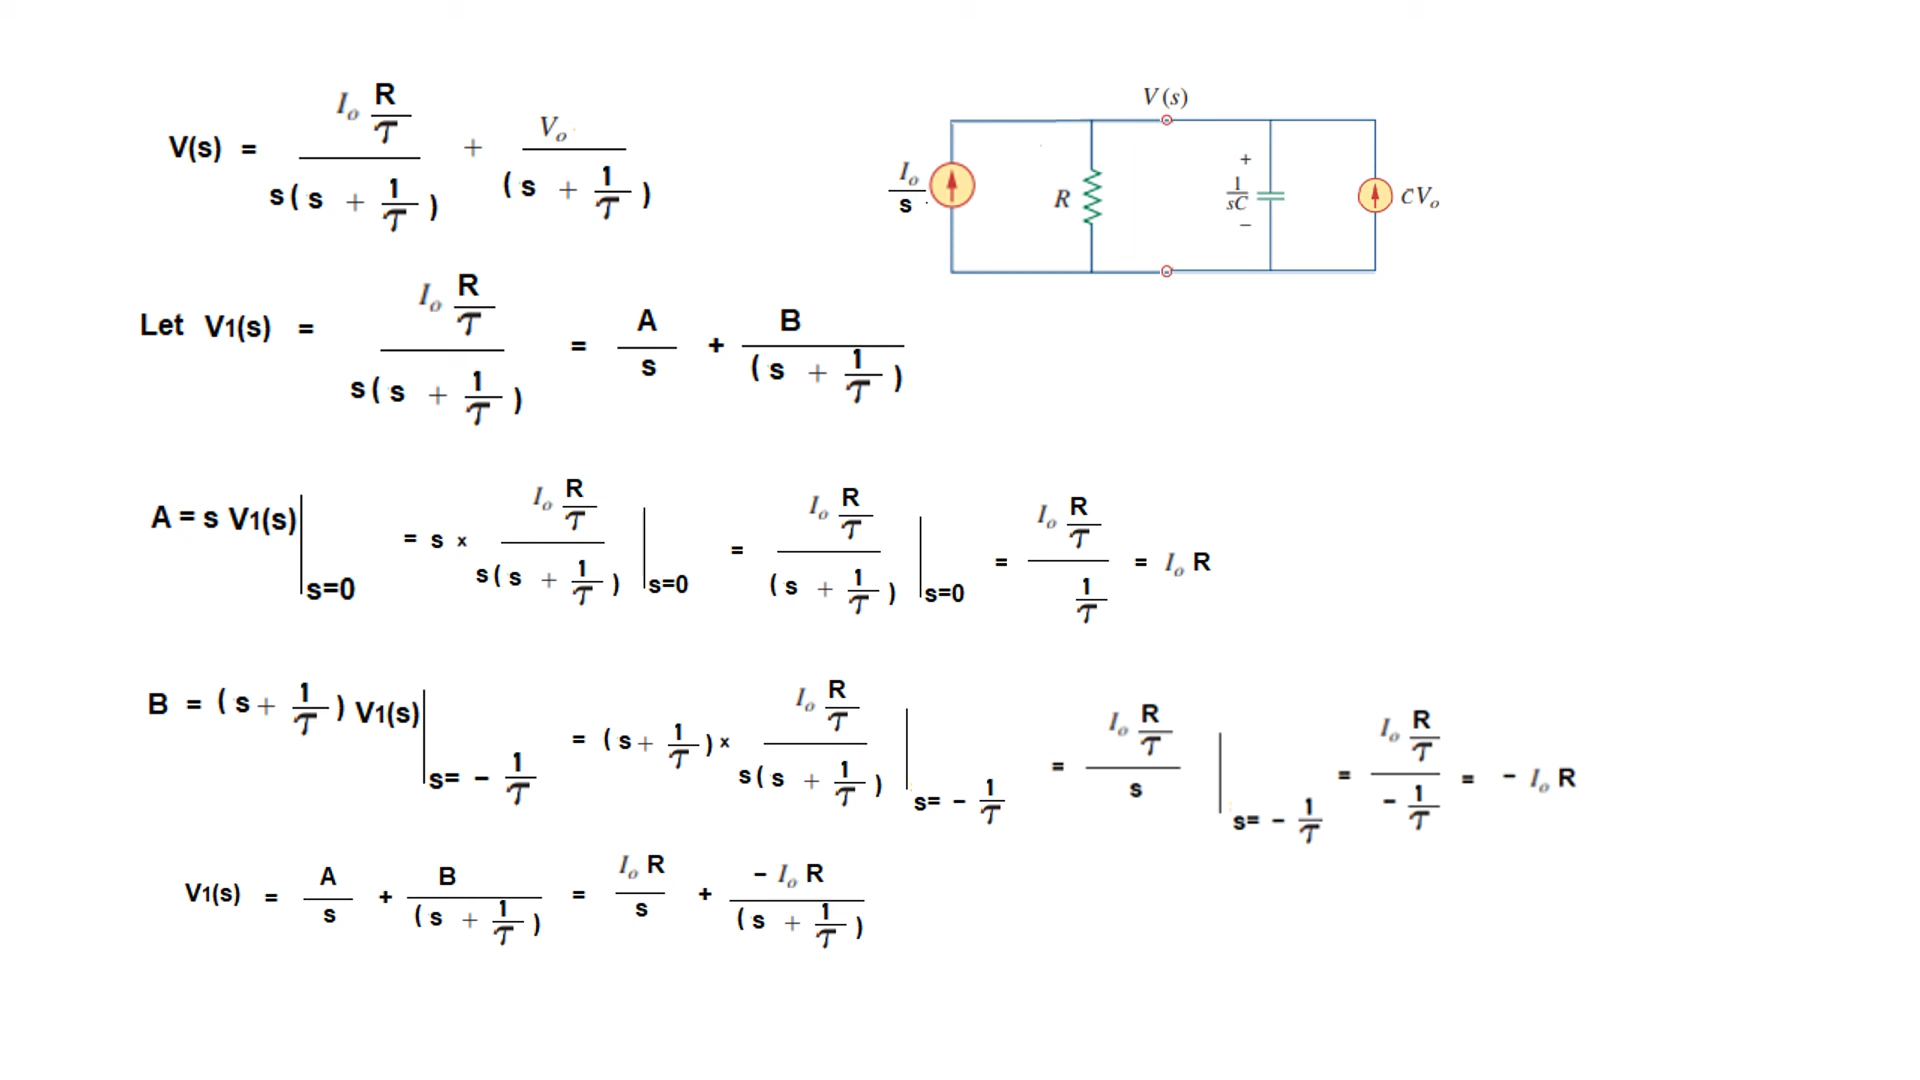 V(s) = I_o R/τ / s( s + 1/τ ) + V_o / ( s + 1/τ )
V(s)
I_o / s
R
+
1/sC
−
CV_o
Let V1(s) = I_o R/τ / s( s + 1/τ ) = A / s + B / ( s + 1/τ )
A = s V1(s) | s=0 = s × I_o R/τ / s( s + 1/τ ) | s=0 = I_o R/τ / ( s + 1/τ ) | s=0 = I_o R/τ / 1/τ = I_o R
B = ( s + 1/τ ) V1(s) | s= − 1/τ = ( s + 1/τ ) × I_o R/τ / s( s + 1/τ ) | s= − 1/τ = I_o R/τ / s | s= − 1/τ = I_o R/τ / − 1/τ = − I_o R
V1(s) = A / s + B / ( s + 1/τ ) = I_o R / s + − I_o R / ( s + 1/τ )